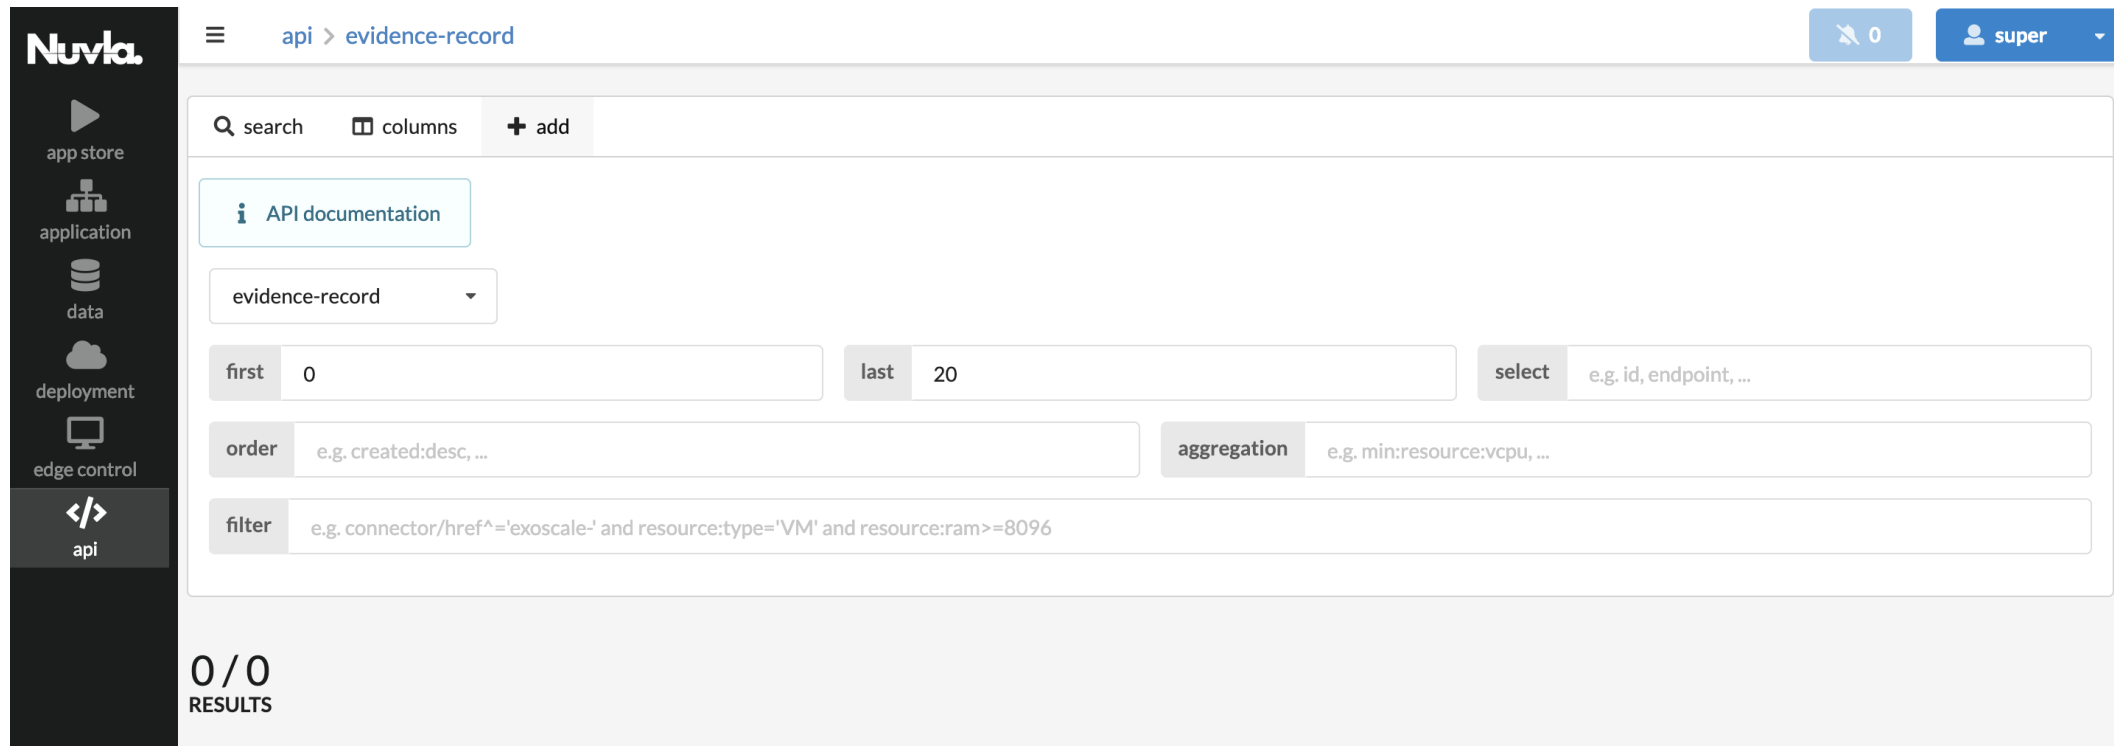 Nuvla.
api > evidence-record
0
super
app store
application
data
deployment
edge control
</>
api
search
columns
+ add
i API documentation
evidence-record
first 0
last 20
select e.g. id, endpoint, ...
order e.g. created:desc, ...
aggregation e.g. min:resource:vcpu, ...
filter e.g. connector/href^='exoscale-' and resource:type='VM' and resource:ram>=8096
0 / 0
RESULTS